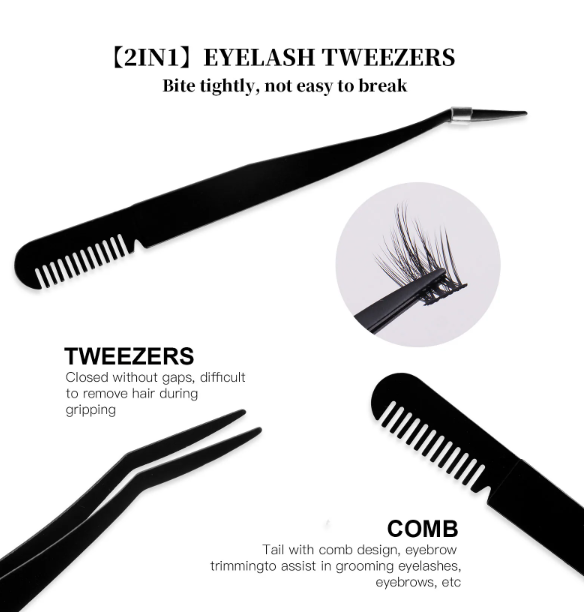 【2IN1】EYELASH TWEEZERS
Bite tightly, not easy to break
TWEEZERS
Closed without gaps, difficult
to remove hair during
gripping
COMB
Tail with comb design, eyebrow
trimmingto assist in grooming eyelashes,
eyebrows, etc